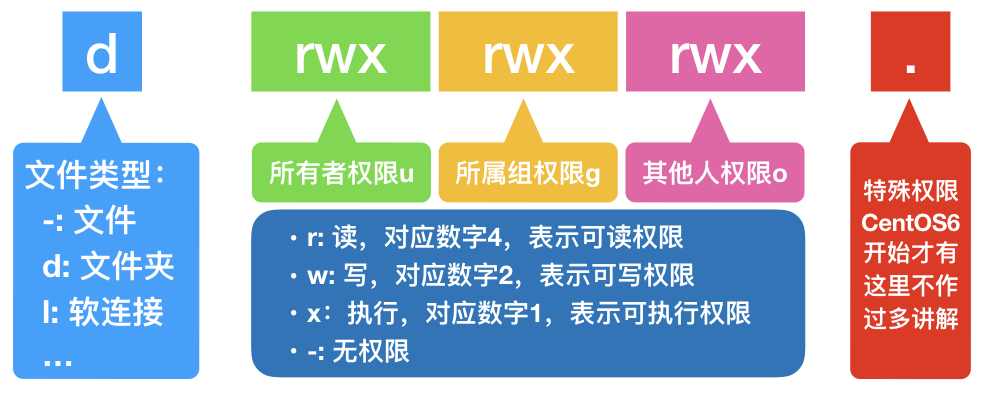 d
rwx
rwx
rwx
.
文件类型：
-: 文件
d: 文件夹
l: 软连接
...
所有者权限u
所属组权限g
其他人权限o
· r: 读，对应数字4，表示可读权限
· w: 写，对应数字2，表示可写权限
· x：执行，对应数字1，表示可执行权限
· -: 无权限
特殊权限
CentOS6
开始才有
这里不作
过多讲解